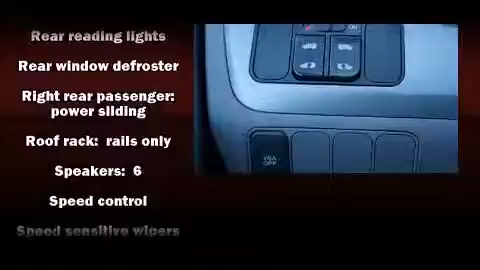 Rear reading lights
Rear window defroster
Right rear passenger:
power sliding
Roof rack: rails only
Speakers: 6
Speed control
Speed sensitive wipers
VSA
OFF